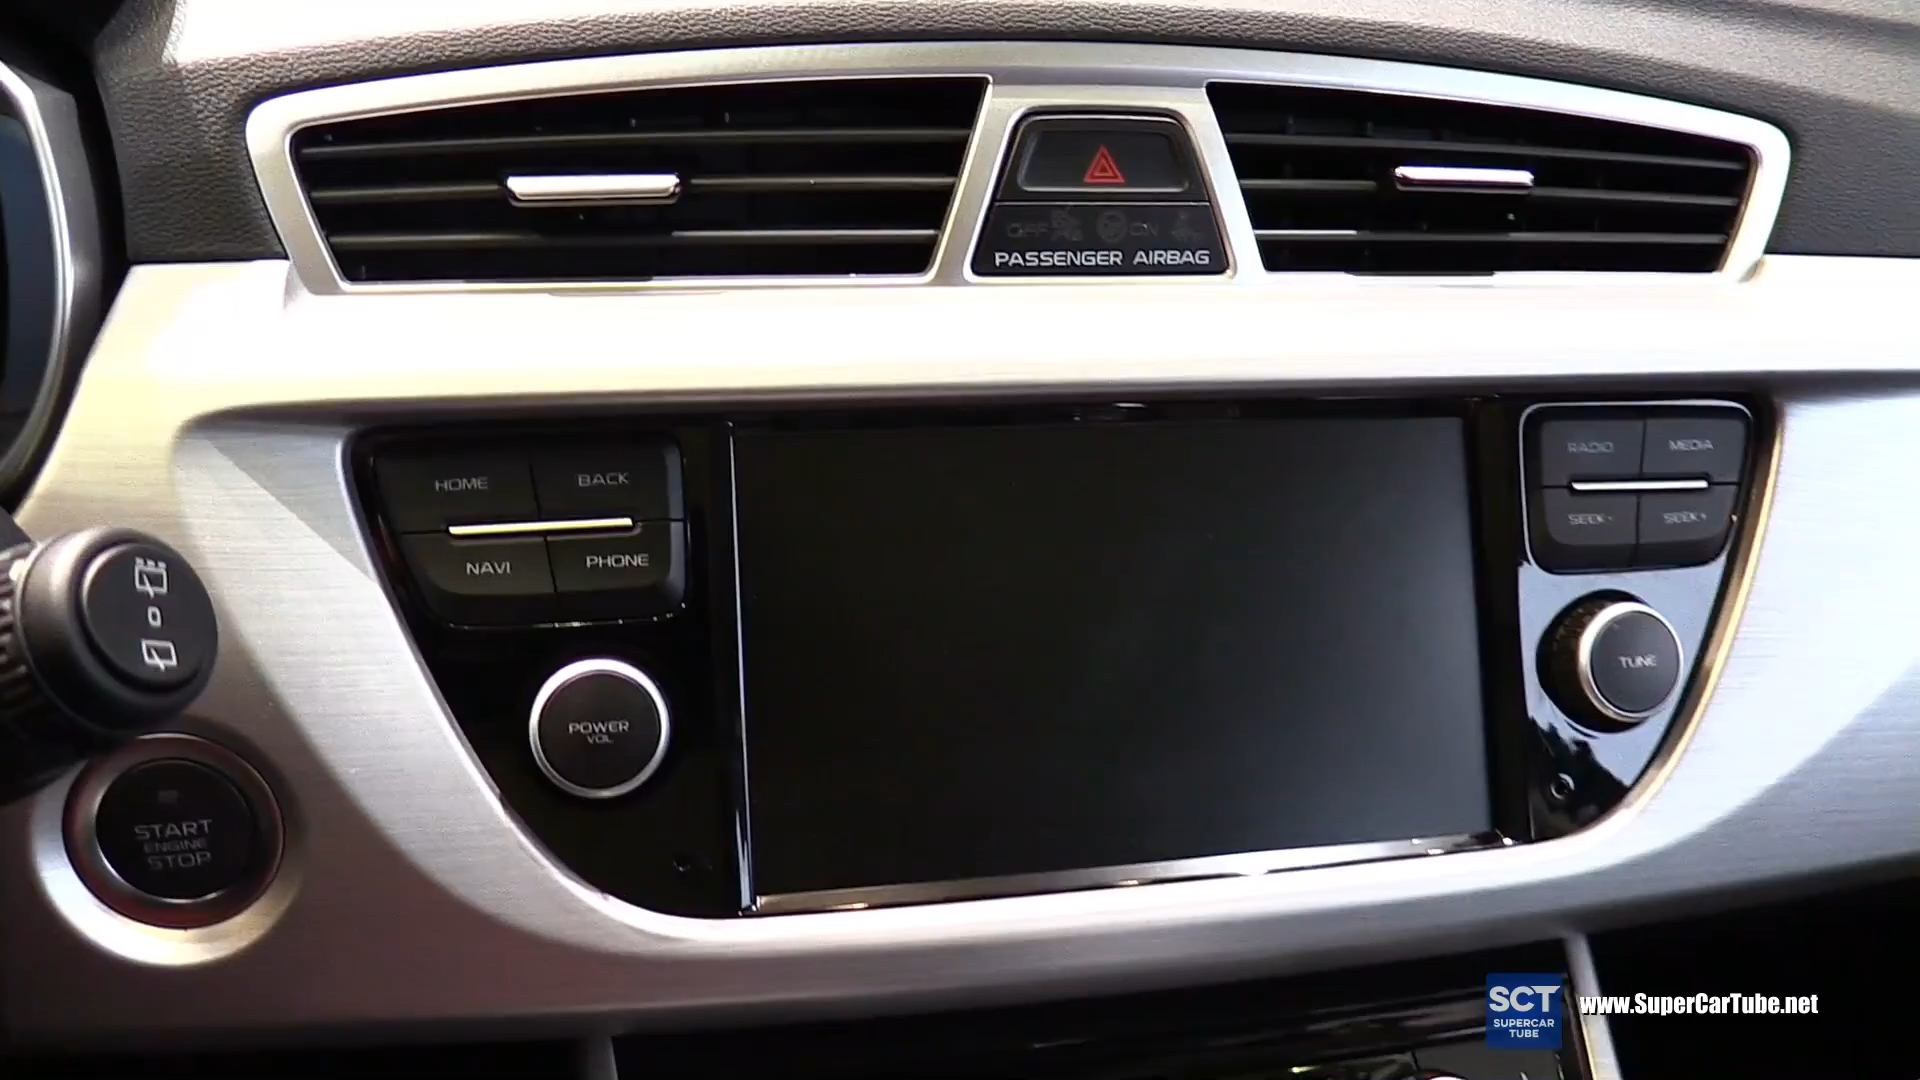 OFF ON
PASSENGER AIRBAG
HOME BACK
NAVI PHONE
POWER
VOL
RADIO MEDIA
SEEK- SEEK+
TUNE
START
ENGINE
STOP
SCT
SUPERCAR
TUBE
www.SuperCarTube.net